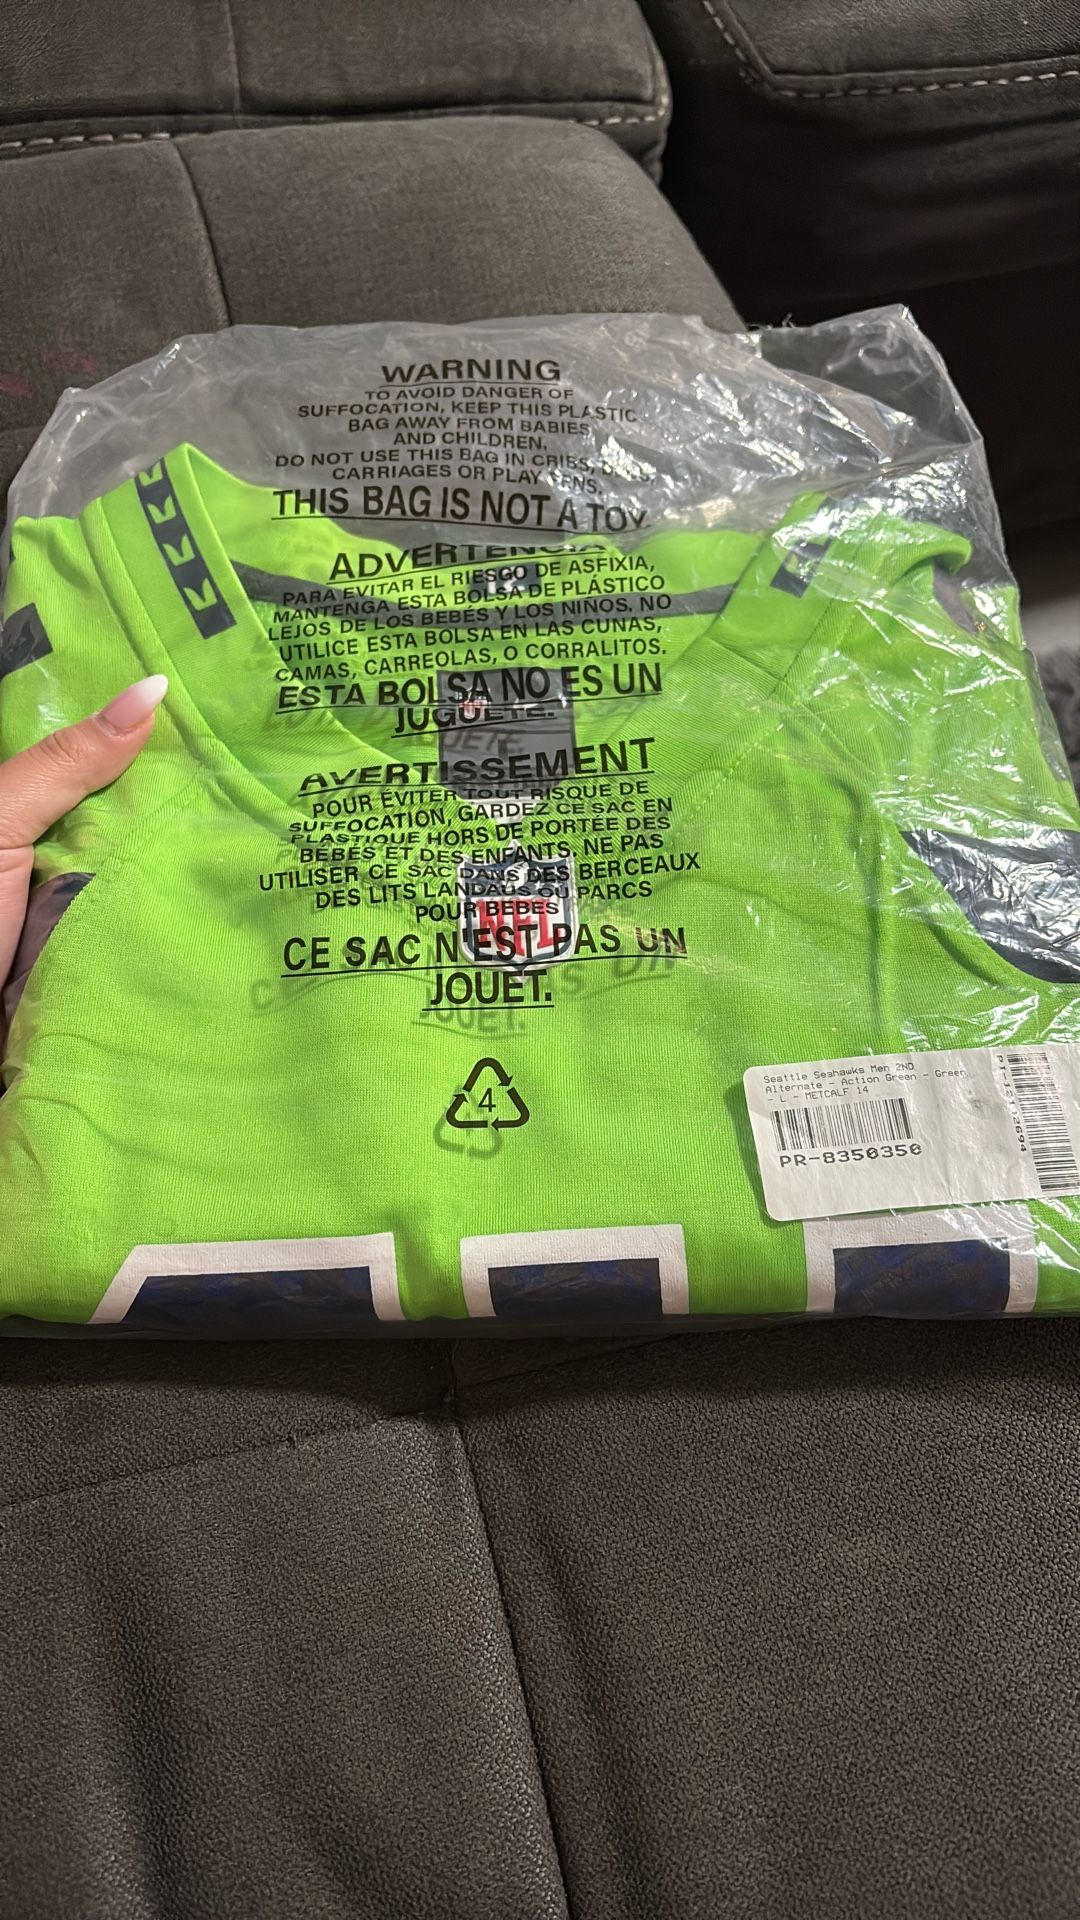 WARNING
TO AVOID DANGER OF
SUFFOCATION, KEEP THIS PLASTIC
BAG AWAY FROM BABIES
AND CHILDREN.
DO NOT USE THIS BAG IN CRIBS,
CARRIAGES OR PLAY PENS.
THIS BAG IS NOT A TOY.
ADVERTENCIA
PARA EVITAR EL RIESGO DE ASFIXIA,
MANTENGA ESTA BOLSA DE PLÁSTICO
LEJOS DE LOS BEBÉS Y LOS NINOS. NO
UTILICE ESTA BOLSA EN LAS CUNAS,
CAMAS, CARREOLAS, O CORRALITOS.
ESTA BOLSA NO ES UN
JUGUETE.
AVERTISSEMENT
POUR ÉVITER TOUT RISQUE DE
SUFFOCATION, GARDEZ CE SAC EN
PLASTIQUE HORS DE PORTÉE DES
BÉBÉS ET DES ENFANTS. NE PAS
UTILISER CE SAC DANS DES BERCEAUX
DES LITS LANDAUS OU PARCS
POUR BEBES
NFL
CE SAC N'EST PAS UN
JOUET.
4
Seattle Seahawks Men 2ND
Alternate - Action Green - Green
- L - METCALF 14
PR-8350350